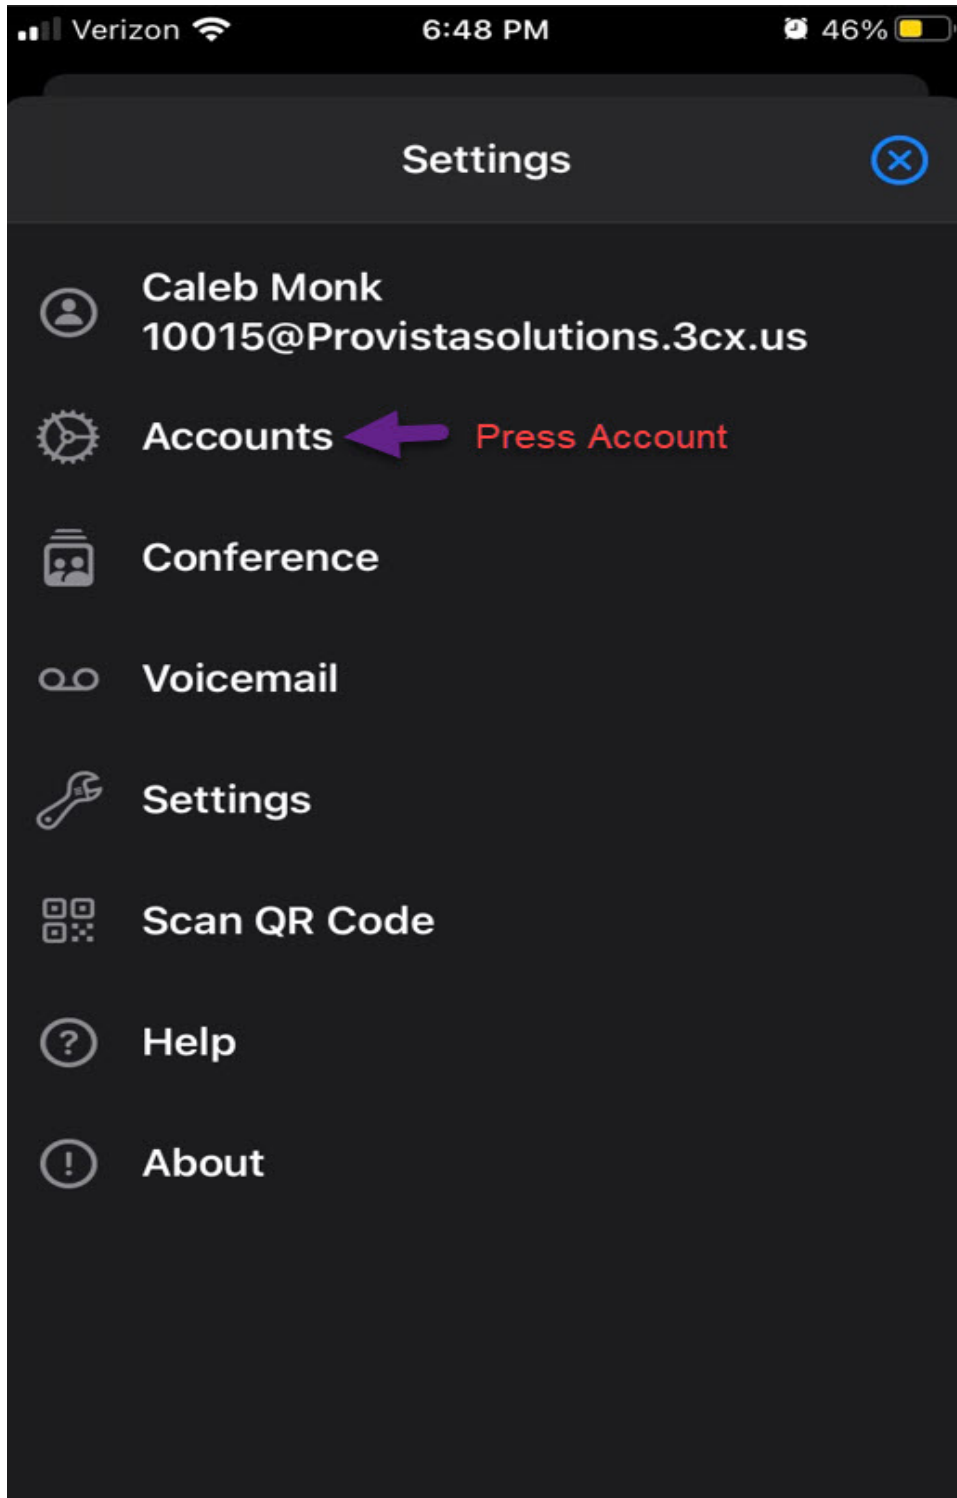 Verizon 6:48 PM 46%
Settings
Caleb Monk
10015@Provistasolutions.3cx.us
Accounts Press Account
Conference
Voicemail
Settings
Scan QR Code
Help
About